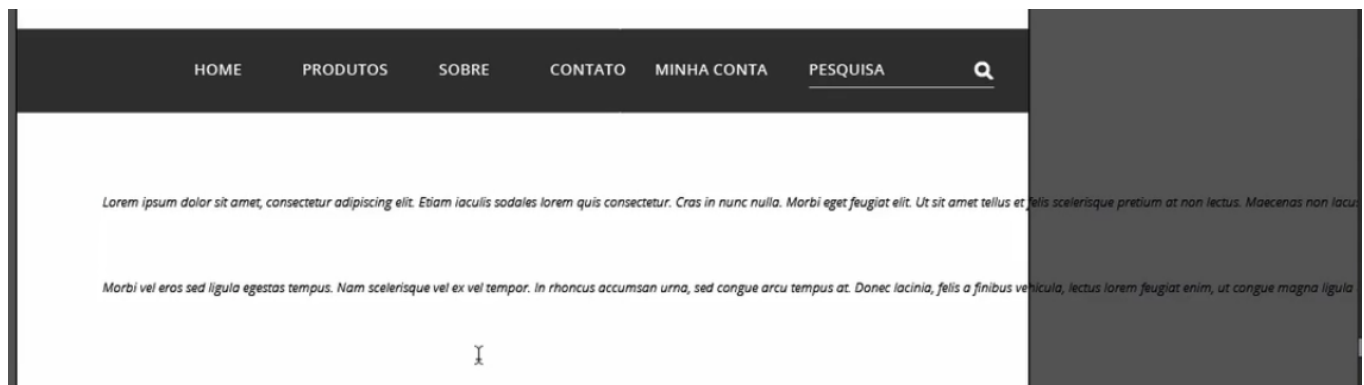 HOME PRODUTOS SOBRE CONTATO MINHA CONTA PESQUISA
Lorem ipsum dolor sit amet, consectetur adipiscing elit. Etiam iaculis sodales lorem quis consectetur. Cras in nunc nulla. Morbi eget feugiat elit. Ut sit amet tellus et felis scelerisque pretium at non lectus. Maecenas non lacus
Morbi vel eros sed ligula egestas tempus. Nam scelerisque vel ex vel tempor. In rhoncus accumsan urna, sed congue arcu tempus at. Donec lacinia, felis a finibus vehicula, lectus lorem feugiat enim, ut congue magna ligula